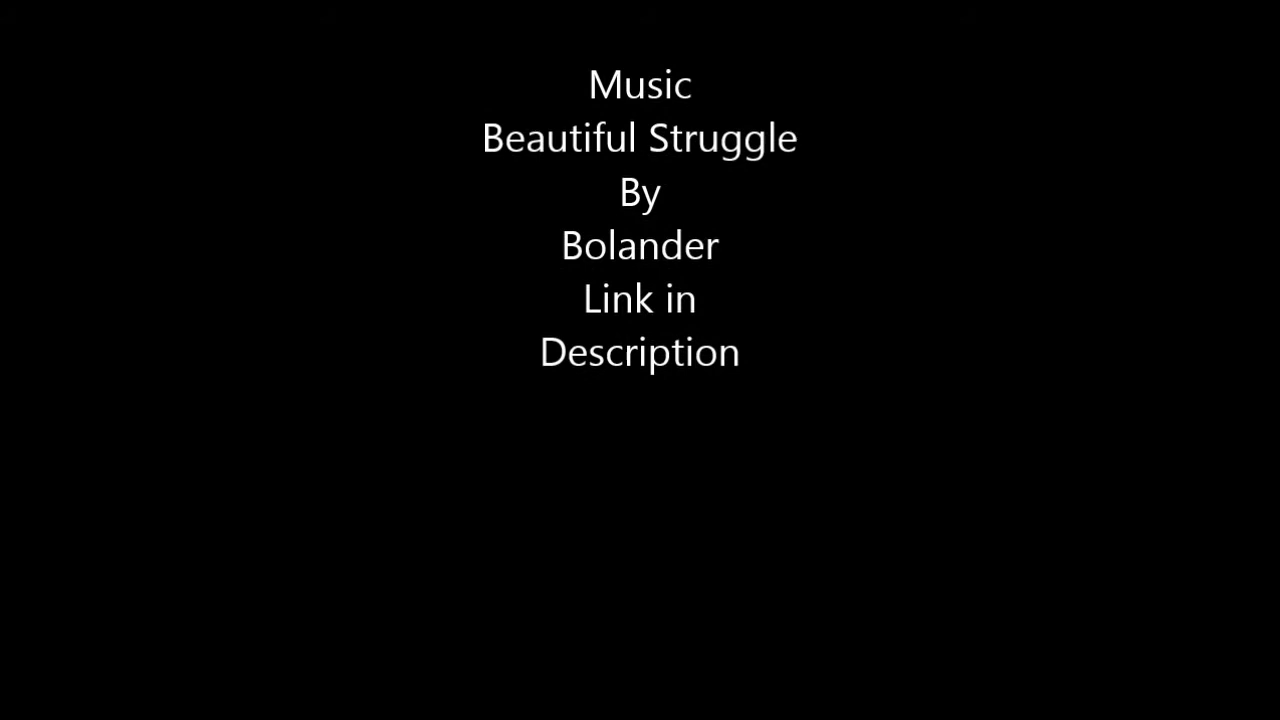 Music
Beautiful Struggle
By
Bolander
Link in
Description